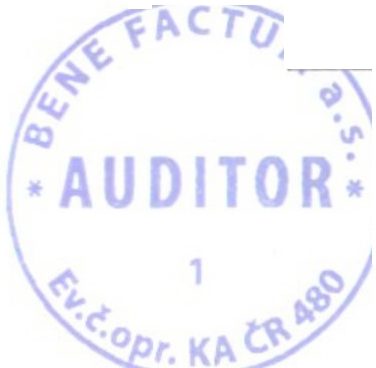 BENE FACTU a.s.
* AUDITOR *
1
Ev.č.opr. KA ČR 480